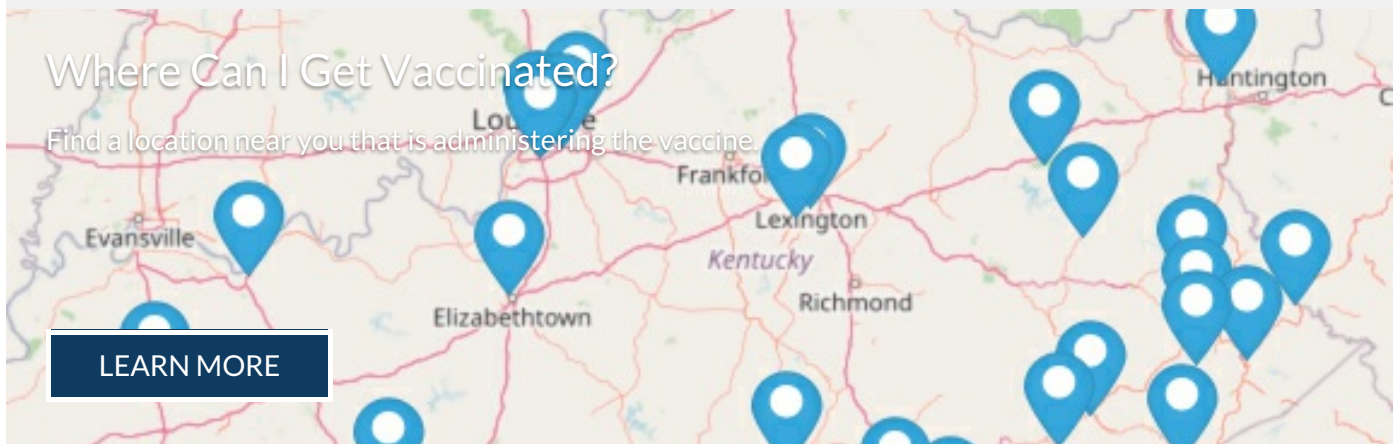 Where Can I Get Vaccinated?
Huntington
Find a location near you that is administering the vaccine.
Lexington
Evansville
Kentucky
Richmond
Elizabethtown
LEARN MORE